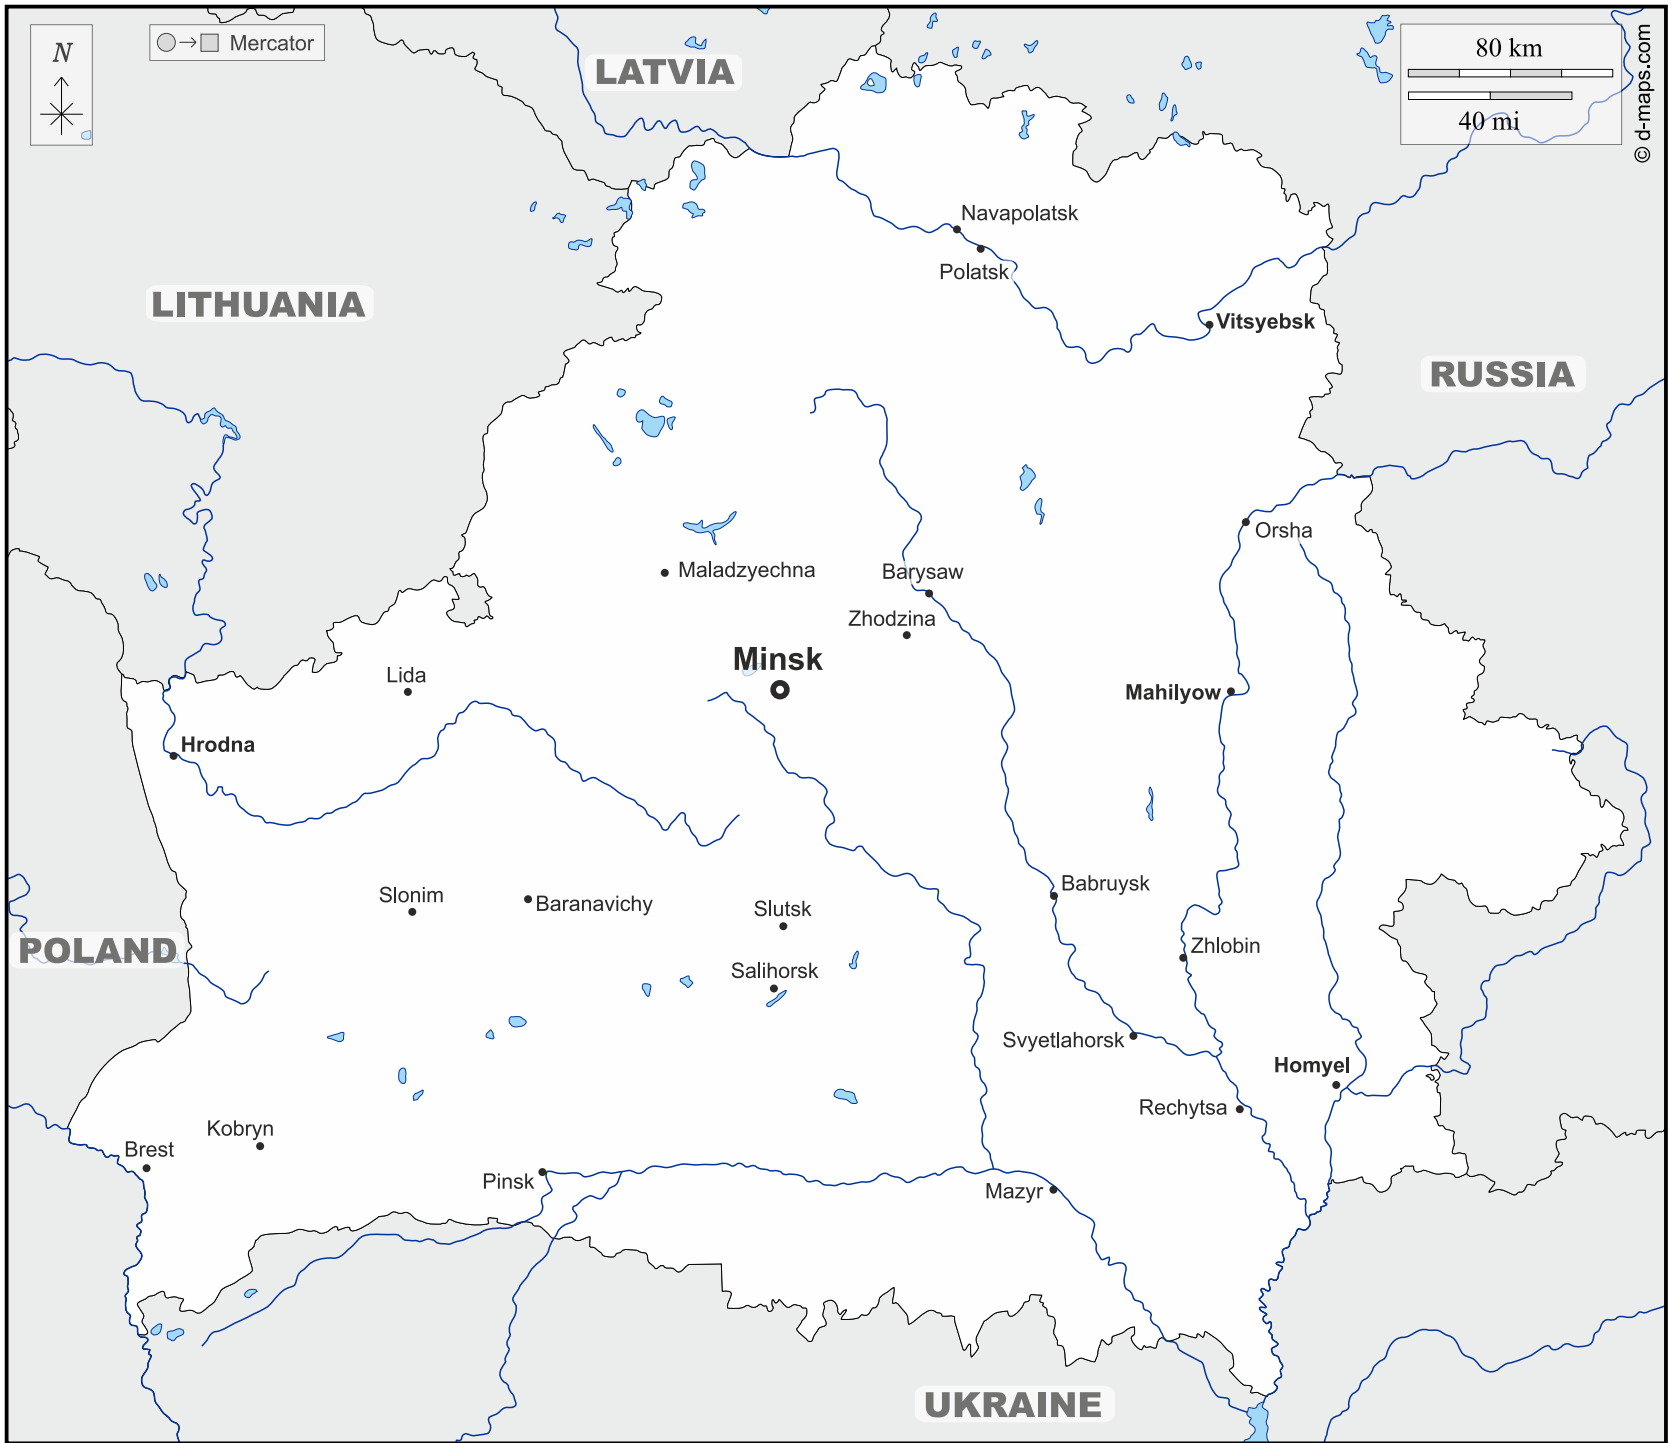 N
Mercator
LATVIA
80 km
40 mi
© d-maps.com
Navapolatsk
Polatsk
LITHUANIA
Vitsyebsk
RUSSIA
Orsha
Maladzyechna
Barysaw
Zhodzina
Minsk
Lida
Mahilyow
Hrodna
Babruysk
Slonim
Baranavichy
Slutsk
Zhlobin
POLAND
Salihorsk
Svyetlahorsk
Homyel
Rechytsa
Kobryn
Brest
Pinsk
Mazyr
UKRAINE